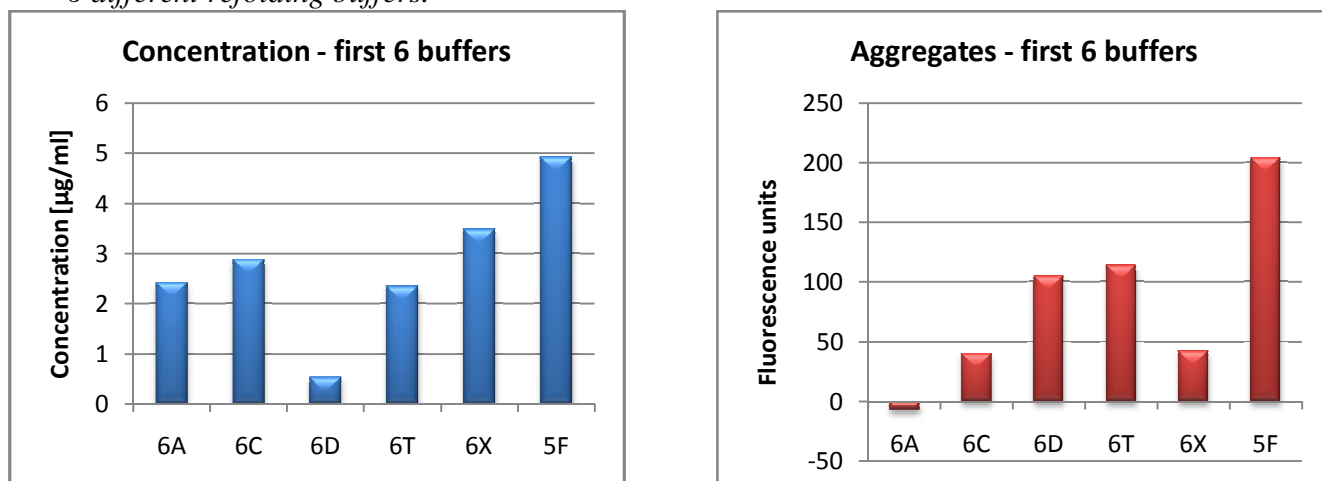 6 different refolding buffers.
Concentration - first 6 buffers
Concentration [µg/ml]
6
5
4
3
2
1
0
6A 6C 6D 6T 6X 5F
Aggregates - first 6 buffers
Fluorescence units
250
200
150
100
50
0
-50
6A 6C 6D 6T 6X 5F